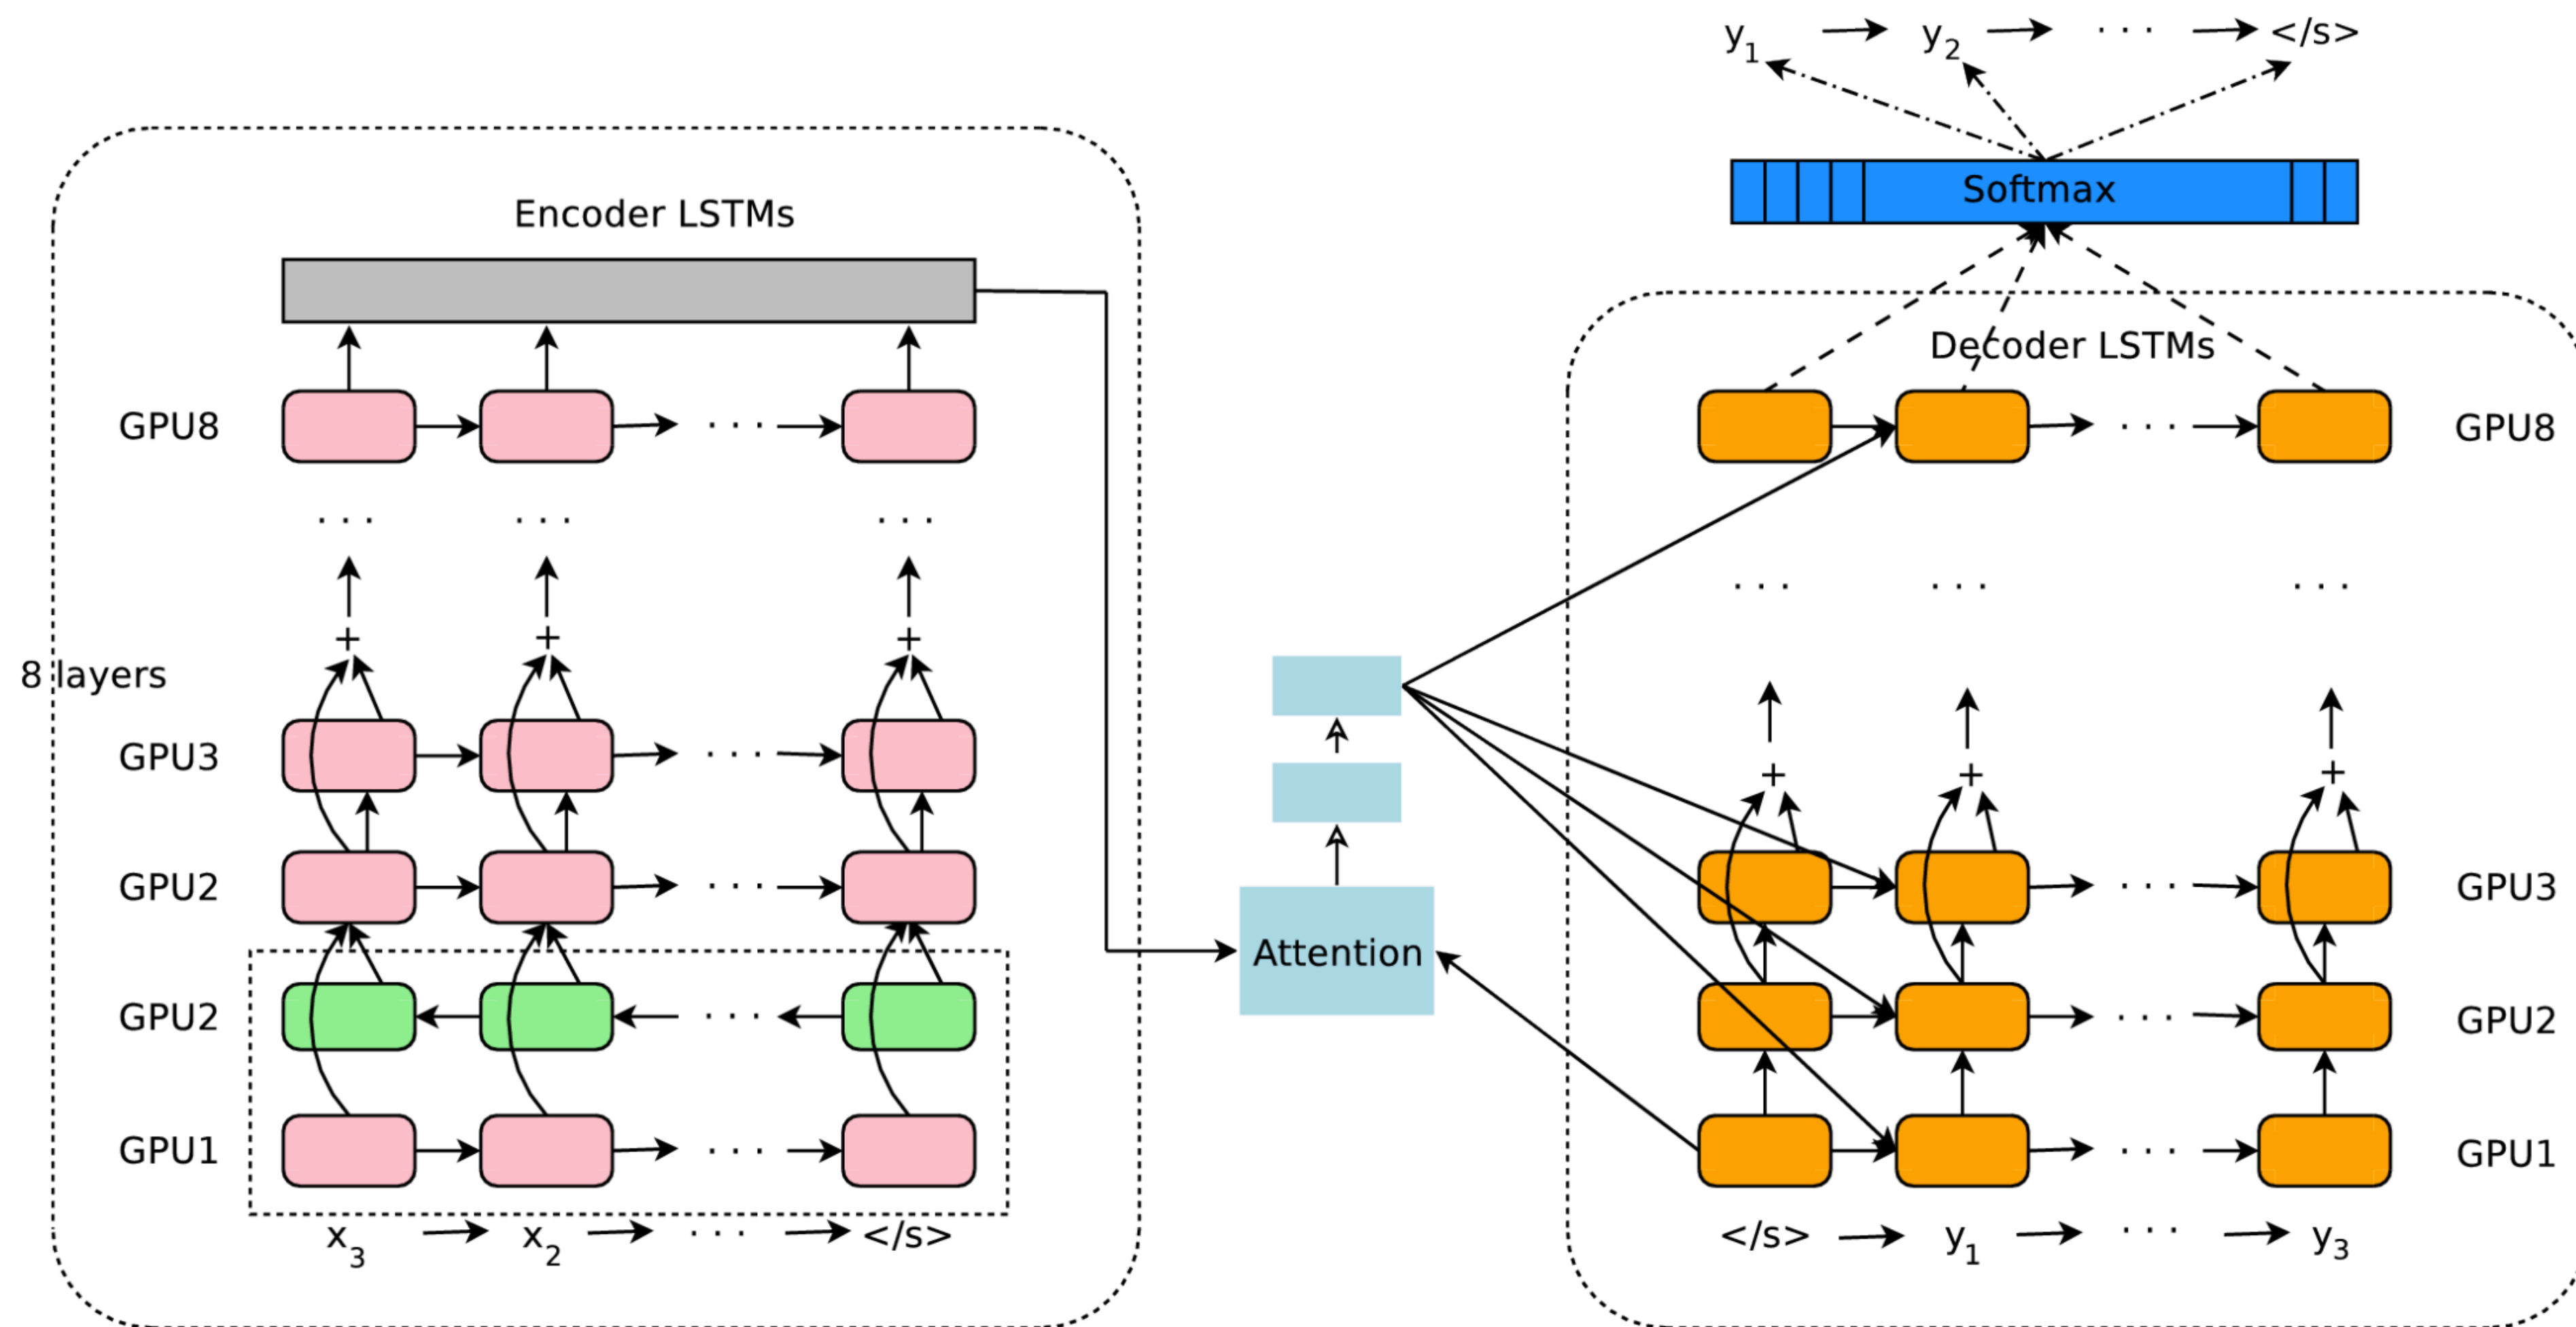 y1 y2 · · · </s>
Softmax
Encoder LSTMs
Decoder LSTMs
GPU8 · · · · · · GPU8
· · · · · · · · ·
· · · · · · · · ·
+ + +
8 layers
GPU3 · · ·
+ + +
GPU2 · · · · · · GPU3
Attention
GPU2 · · · · · · GPU2
GPU1 · · · · · · GPU1
x3 x2 · · · </s> </s> y1 · · · y3